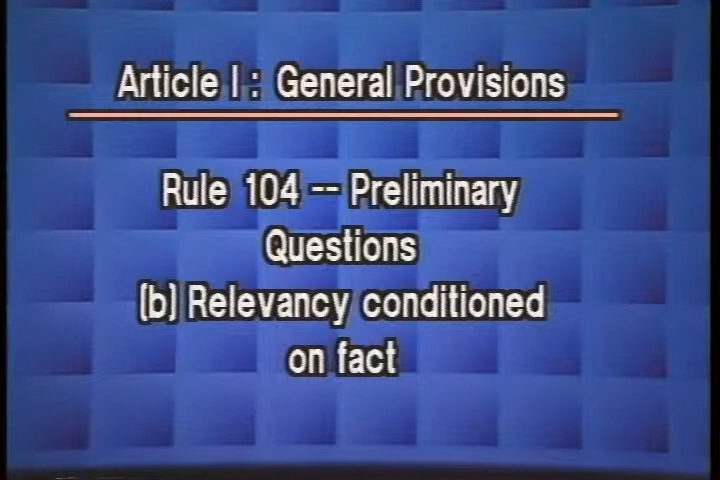 Article I : General Provisions
Rule 104 -- Preliminary
Questions
(b) Relevancy conditioned
on fact